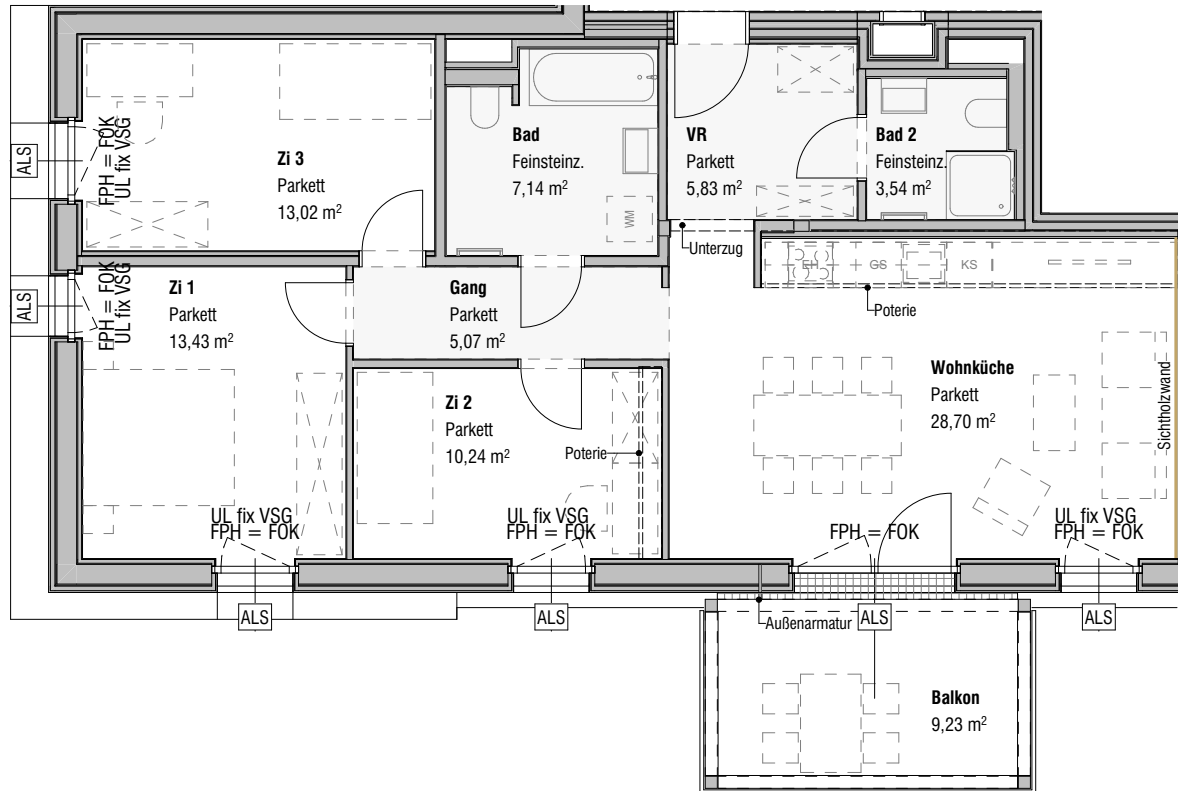 Zi 3
Parkett
13,02 m²
Bad
Feinsteinz.
7,14 m²
WM
VR
Parkett
5,83 m²
Bad 2
Feinsteinz.
3,54 m²
ALS
FPH = FOK
UL fix VSG
Unterzug
EH
GS
KS
Poterie
ALS
FPH = FOK
UL fix VSG
Zi 1
Parkett
13,43 m²
Gang
Parkett
5,07 m²
Zi 2
Parkett
10,24 m²
Poterie
Wohnküche
Parkett
28,70 m²
Sichtholzwand
UL fix VSG
FPH = FOK
UL fix VSG
FPH = FOK
FPH = FOK
UL fix VSG
FPH = FOK
ALS
ALS
Außenarmatur
ALS
ALS
Balkon
9,23 m²